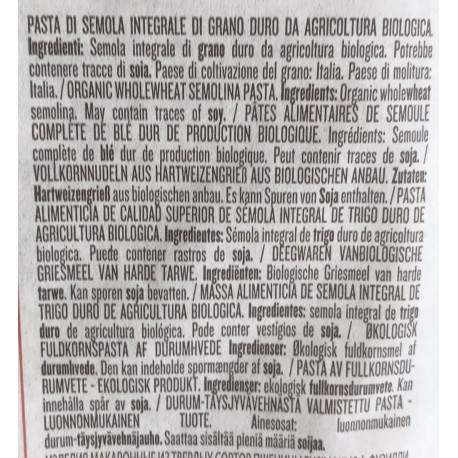 PASTA DI SEMOLA INTEGRALE DI GRANO DURO DA AGRICOLTURA BIOLOGICA.
Ingredienti: Semola integrale di grano duro da agricoltura biologica. Potrebbe
contenere tracce di soia. Paese di coltivazione del grano: Italia. Paese di molitura:
Italia. / ORGANIC WHOLEWHEAT SEMOLINA PASTA. Ingredients: Organic wholewheat
semolina. May contain traces of soy. / PÂTES ALIMENTAIRES DE SEMOULE
COMPLÈTE DE BLÉ DUR DE PRODUCTION BIOLOGIQUE. Ingrédients: Semoule
complète de blé dur de production biologique. Peut contenir traces de soja. /
VOLLKORNNUDELN AUS HARTWEIZENGRIEß AUS BIOLOGISCHEN ANBAU. Zutaten:
Hartweizengrieß aus biologischen anbau. Es kann Spuren von Soja enthalten. / PASTA
ALIMENTICIA DE CALIDAD SUPERIOR DE SÉMOLA INTEGRAL DE TRIGO DURO DE
AGRICULTURA BIOLÓGICA. Ingredientes: Sémola integral de trigo duro de agricoltura
biologica. Puede contener rastros de soja. / DEEGWAREN VANBIOLOGISCHE
GRIESMEEL VAN HARDE TARWE. Ingrediënten: Biologische Griesmeel van harde
tarwe. Kan sporen soja bevatten. / MASSA ALIMENTICIA DE SEMOLA INTEGRAL DE
TRIGO DURO DE AGRICULTURA BIOLÓGICA. Ingredientes: semola integral de trigo
duro de agricultura biológica. Pode conter vestigios de soja. / ØKOLOGISK
FULDKORNSPASTA AF DURUMHVEDE Ingredienser: Økologisk fuldkornsmel af
durumhvede. Den kan indeholde spormængder af soja. / PASTA AV FULLKORNSDU-
RUMVETE - EKOLOGISK PRODUKT. Ingredienser: ekologisk fullkornsdurumvete. Kan
innehålla spår av soja. / DURUM-TÄYSJYVÄVEHNÄSTA VALMISTETTU PASTA -
LUONNONMUKAINEN TUOTE. Ainesosat: luonnonmukainen
durum-täysjyvävehnäjauho. Saattaa sisältää pieniä määriä soijaa.